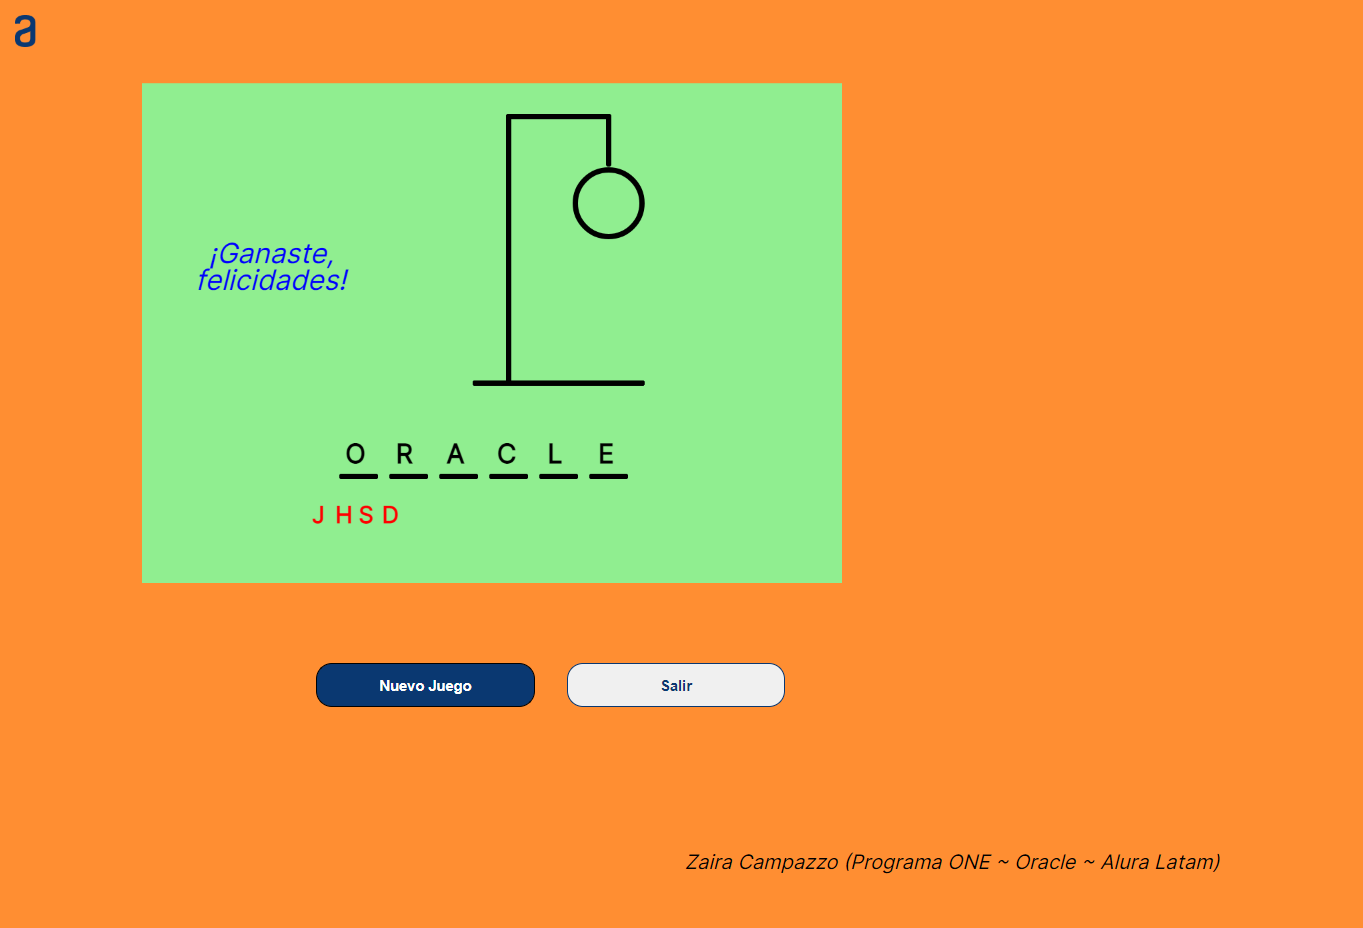 a
¡Ganaste,
felicidades!
O R A C L E
J H S D
Nuevo Juego
Salir
Zaira Campazzo (Programa ONE ~ Oracle ~ Alura Latam)